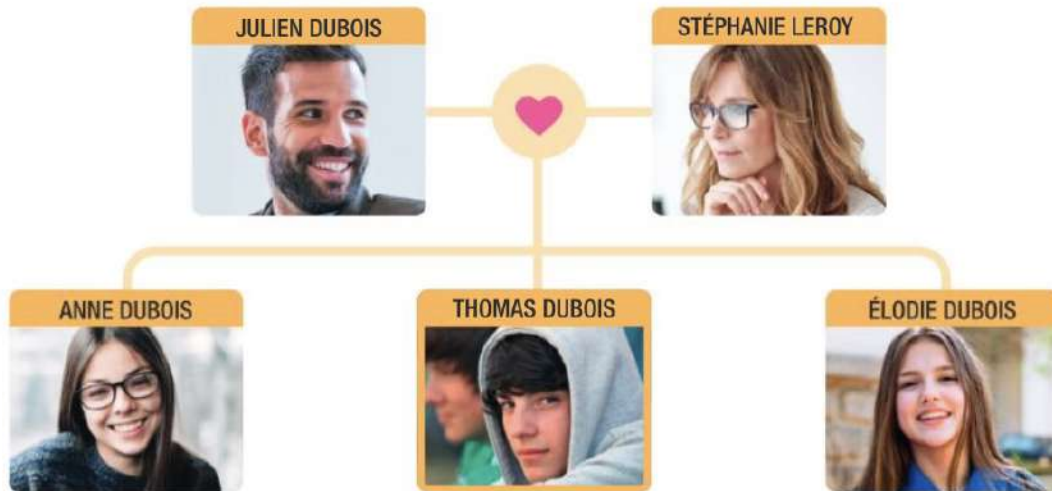 JULIEN DUBOIS
STÉPHANIE LEROY
ANNE DUBOIS
THOMAS DUBOIS
ÉLODIE DUBOIS